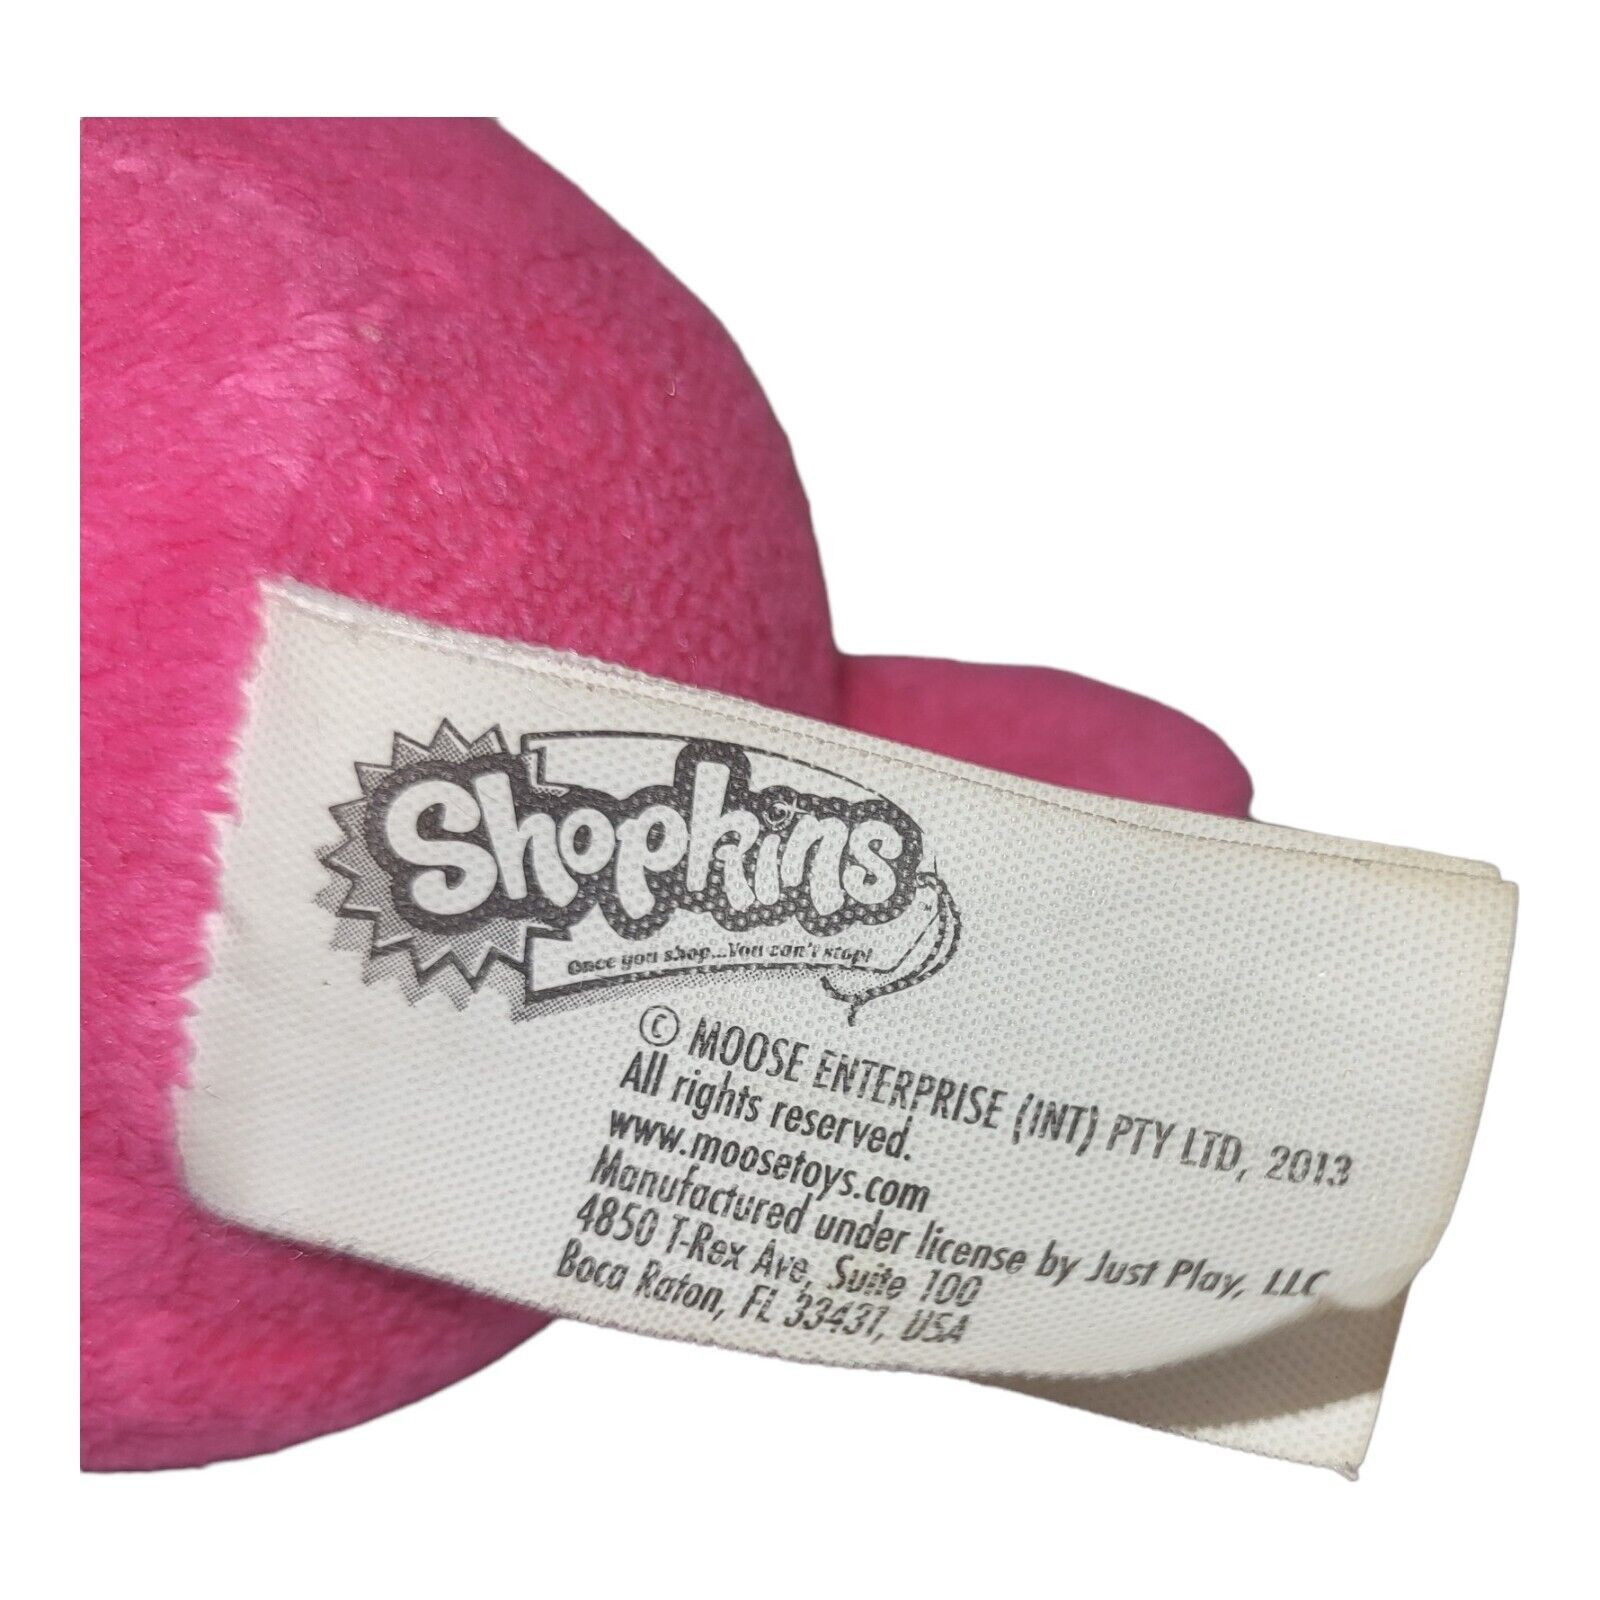 Shopkins
Once you shop...You can't stop!
© MOOSE ENTERPRISE (INT) PTY LTD, 2013
All rights reserved.
www.moosetoys.com
Manufactured under license by Just Play, LLC
4850 T-Rex Ave, Suite 100
Boca Raton, FL 33431, USA